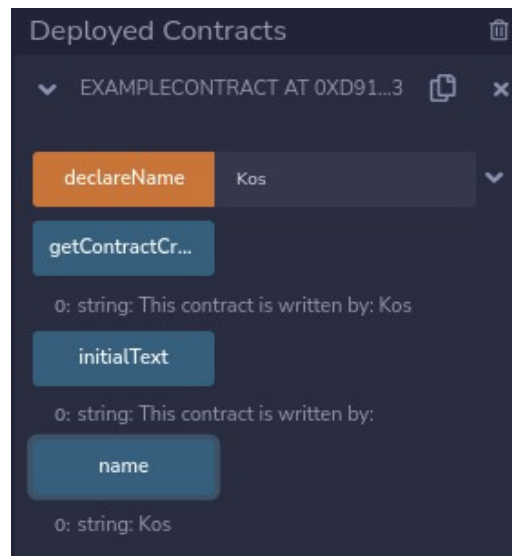 Deployed Contracts
EXAMPLECONTRACT AT 0XD91...3
declareName Kos
getContractCr...
0: string: This contract is written by: Kos
initialText
0: string: This contract is written by:
name
0: string: Kos